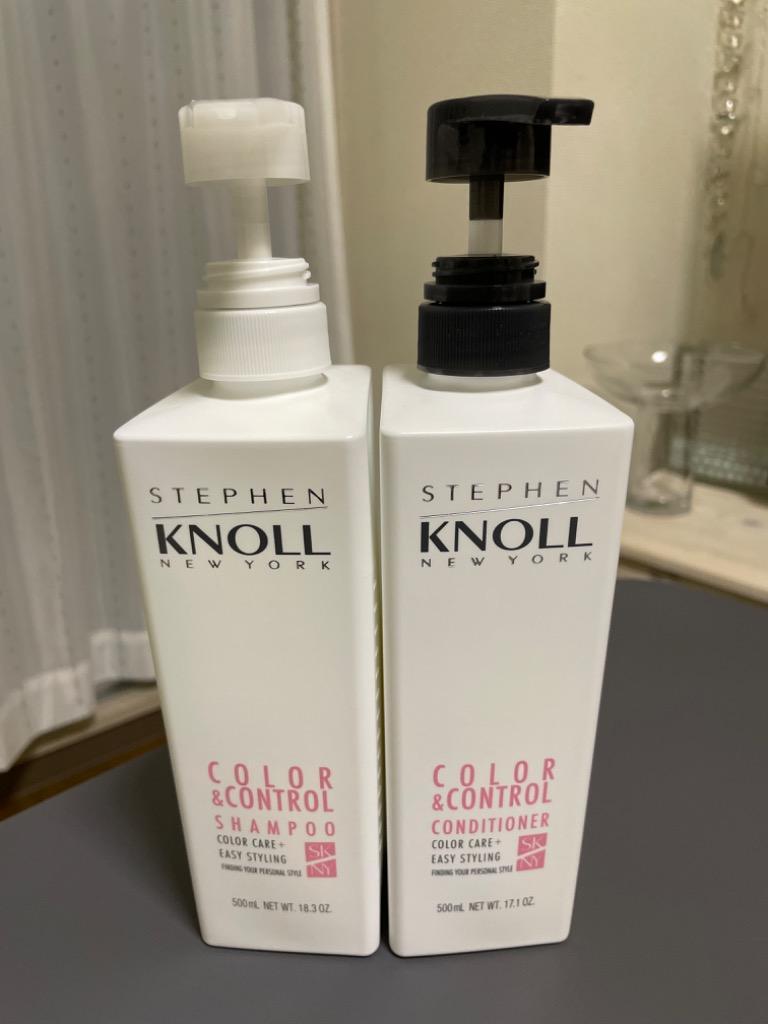 STEPHEN
KNOLL
NEW YORK
COLOR
&CONTROL
SHAMPOO
COLOR CARE+
EASY STYLING
FINDING YOUR PERSONAL STYLE
SK
NY
500mL NET WT. 18.3 OZ.
STEPHEN
KNOLL
NEW YORK
COLOR
&CONTROL
CONDITIONER
COLOR CARE+
EASY STYLING
FINDING YOUR PERSONAL STYLE
SK
NY
500mL NET WT. 17.1 OZ.